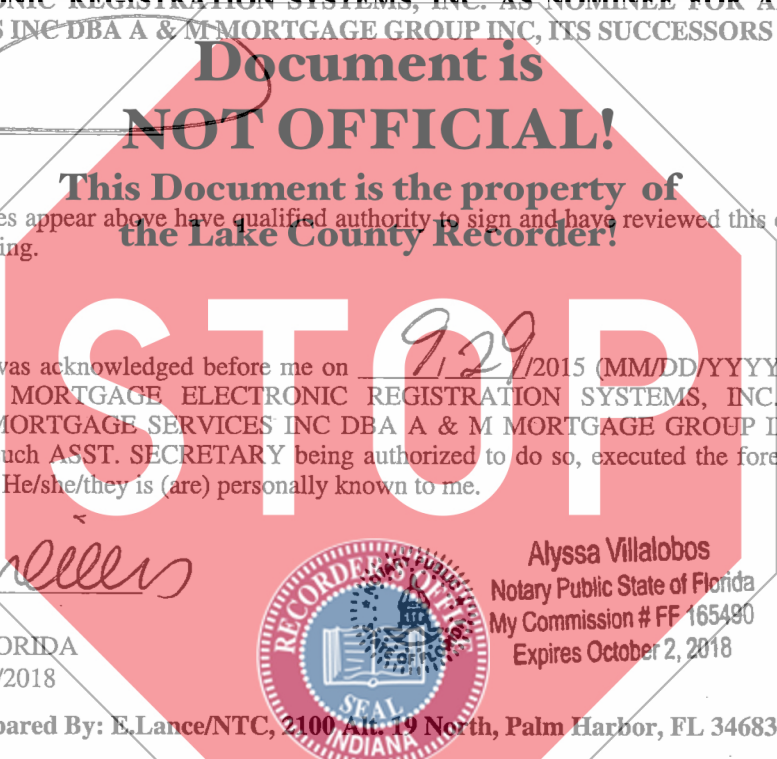 ONIC REGISTRATION SYSTEMS, INC. AS NOMINEE FOR A
S INC DBA A & M MORTGAGE GROUP INC, ITS SUCCESSORS
Document is
NOT OFFICIAL!
This Document is the property of
es appear above have qualified authority to sign and have reviewed this
the Lake County Recorder!
ing.
STOP
was acknowledged before me on 9/29/2015 (MM/DD/YYYY
MORTGAGE ELECTRONIC REGISTRATION SYSTEMS, INC.
MORTGAGE SERVICES INC DBA A & M MORTGAGE GROUP I
uch ASST. SECRETARY being authorized to do so, executed the fore
He/she/they is (are) personally known to me.
Alyssa Villalobos
Notary Public State of Florida
My Commission # FF 165490
Expires October 2, 2018
RECORDER'S OFFICE
NOTARY PUBLIC
STATE OF FLORIDA
SEAL
INDIANA
ORIDA
/2018
pared By: E.Lance/NTC, 2100 Alt. 19 North, Palm Harbor, FL 34683